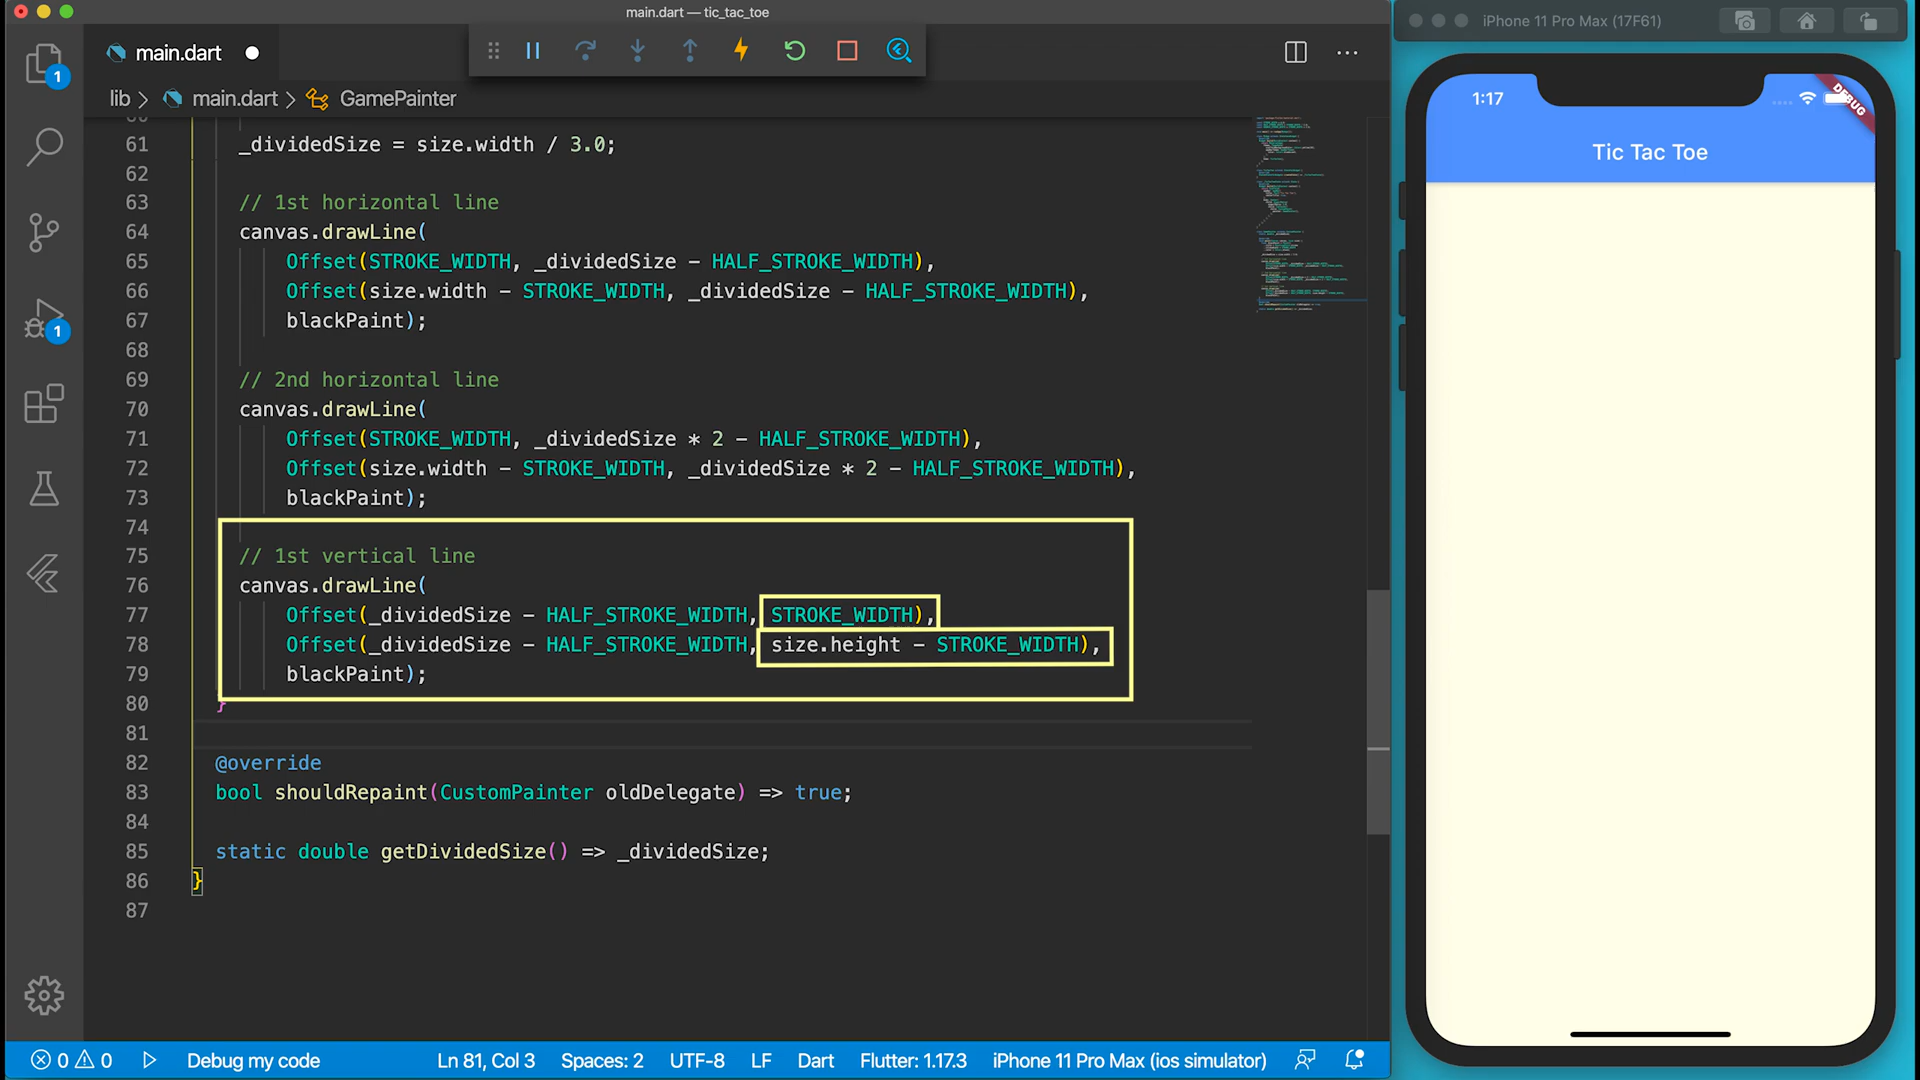 main.dart — tic_tac_toe
main.dart
1
lib > main.dart > GamePainter
61 _dividedSize = size.width / 3.0;
62
63 // 1st horizontal line
64 canvas.drawLine(
65 Offset(STROKE_WIDTH, _dividedSize - HALF_STROKE_WIDTH),
66 Offset(size.width - STROKE_WIDTH, _dividedSize - HALF_STROKE_WIDTH),
67 blackPaint);
68
69 // 2nd horizontal line
70 canvas.drawLine(
71 Offset(STROKE_WIDTH, _dividedSize * 2 - HALF_STROKE_WIDTH),
72 Offset(size.width - STROKE_WIDTH, _dividedSize * 2 - HALF_STROKE_WIDTH),
73 blackPaint);
74
75 // 1st vertical line
76 canvas.drawLine(
77 Offset(_dividedSize - HALF_STROKE_WIDTH, STROKE_WIDTH),
78 Offset(_dividedSize - HALF_STROKE_WIDTH, size.height - STROKE_WIDTH),
79 blackPaint);
80 }
81
82 @override
83 bool shouldRepaint(CustomPainter oldDelegate) => true;
84
85 static double getDividedSize() => _dividedSize;
86 }
87
1
0 0 Debug my code Ln 81, Col 3 Spaces: 2 UTF-8 LF Dart Flutter: 1.17.3 iPhone 11 Pro Max (ios simulator)
iPhone 11 Pro Max (17F61)
1:17
DEBUG
Tic Tac Toe